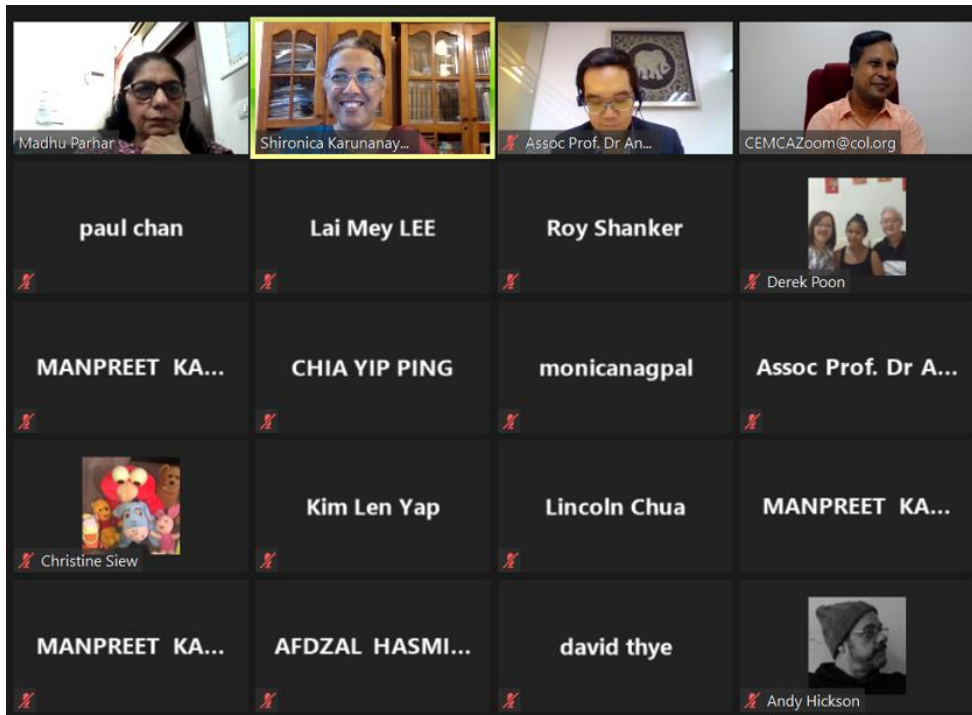 Madhu Parhar
Shironica Karunanay...
Assoc Prof. Dr An...
CEMCAZoom@col.org
paul chan
Lai Mey LEE
Roy Shanker
Derek Poon
MANPREET KA...
CHIA YIP PING
monicanagpal
Assoc Prof. Dr A...
Christine Siew
Kim Len Yap
Lincoln Chua
MANPREET KA...
MANPREET KA...
AFDZAL HASMI...
david thye
Andy Hickson